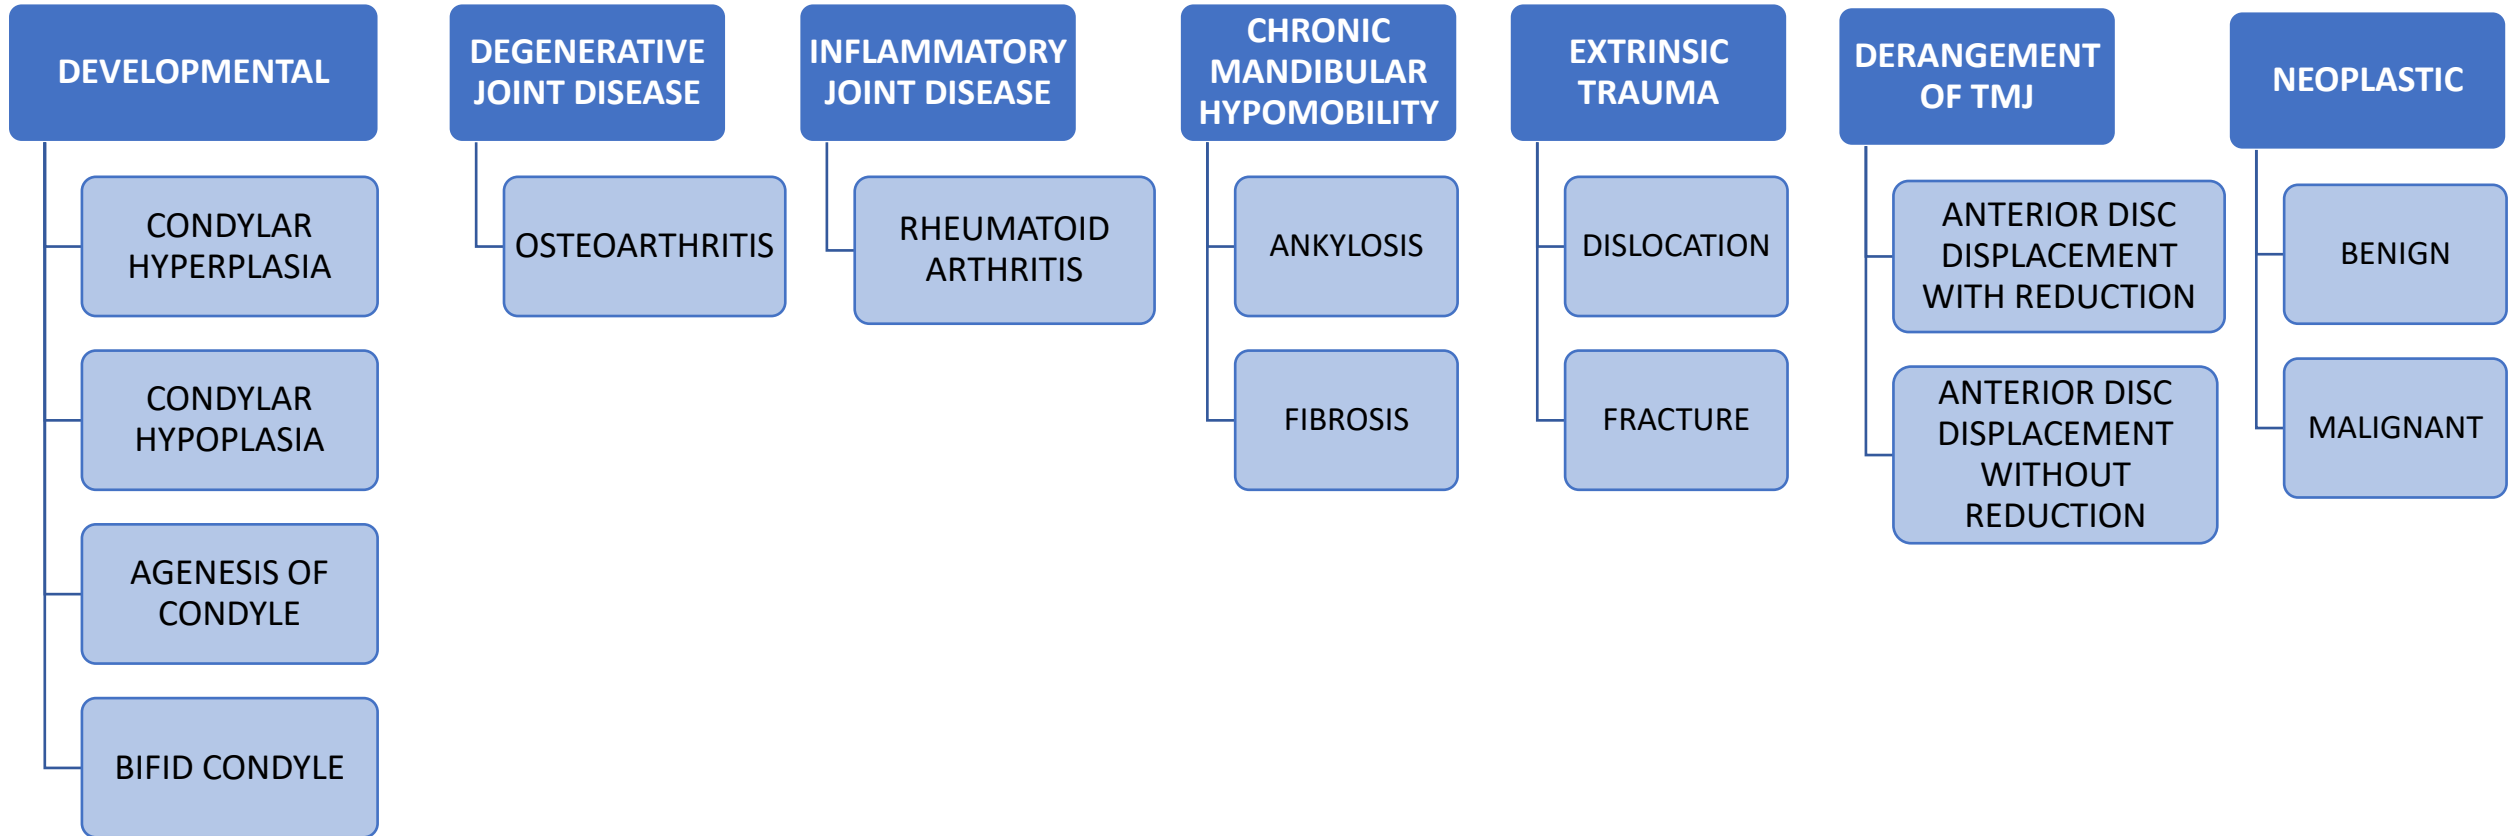 DEVELOPMENTAL
CONDYLAR
HYPERPLASIA
CONDYLAR
HYPOPLASIA
AGENESIS OF
CONDYLE
BIFID CONDYLE
DEGENERATIVE
JOINT DISEASE
OSTEOARTHRITIS
INFLAMMATORY
JOINT DISEASE
RHEUMATOID
ARTHRITIS
CHRONIC
MANDIBULAR
HYPOMOBILITY
ANKYLOSIS
FIBROSIS
EXTRINSIC
TRAUMA
DISLOCATION
FRACTURE
DERANGEMENT
OF TMJ
ANTERIOR DISC
DISPLACEMENT
WITH REDUCTION
ANTERIOR DISC
DISPLACEMENT
WITHOUT
REDUCTION
NEOPLASTIC
BENIGN
MALIGNANT